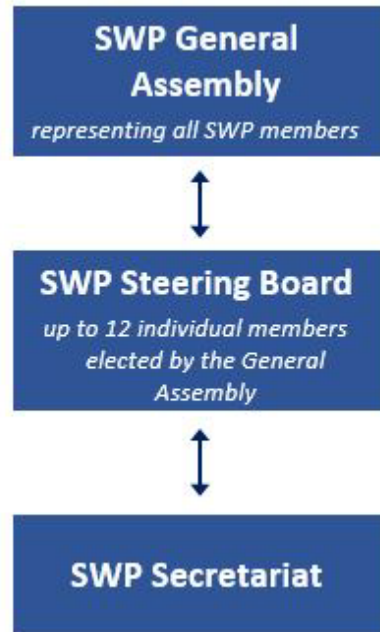 SWP General
Assembly
representing all SWP members
SWP Steering Board
up to 12 individual members
elected by the General
Assembly
SWP Secretariat